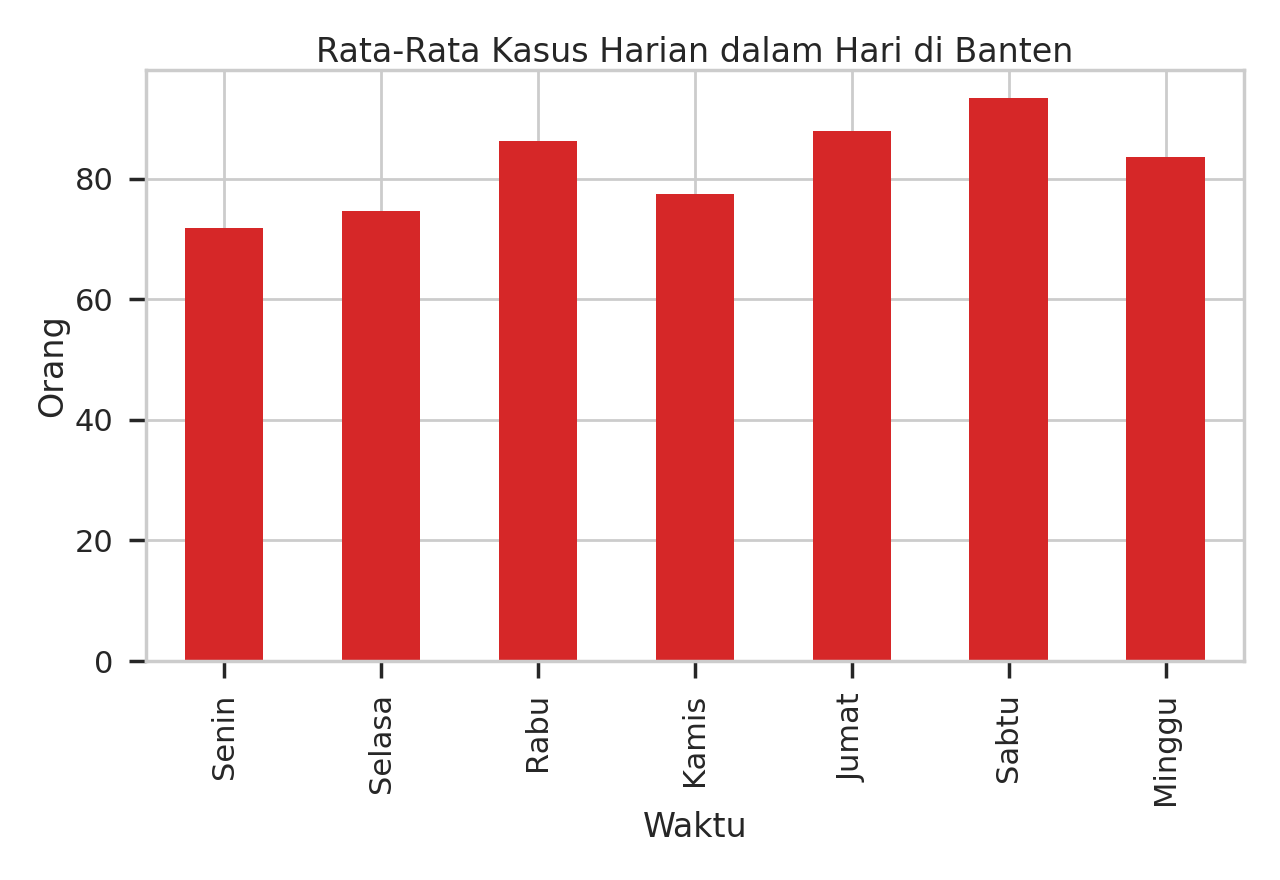 Rata-Rata Kasus Harian dalam Hari di Banten
80
60
40
20
0
Orang
Senin
Selasa
Rabu
Kamis
Jumat
Sabtu
Minggu
Waktu